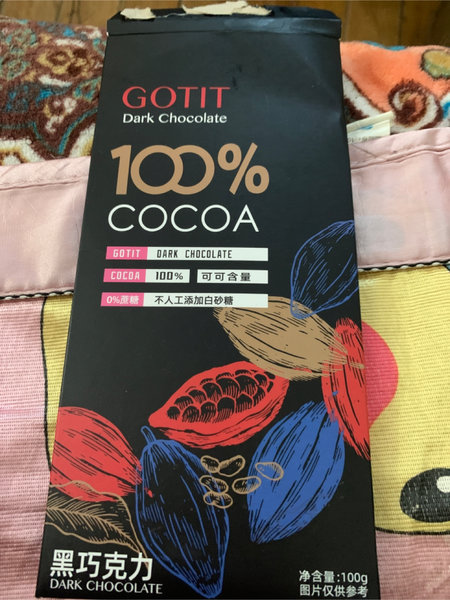 GOTIT
Dark Chocolate
100%
COCOA
GOTIT DARK CHOCOLATE
COCOA 100% 可可含量
0%蔗糖 不人工添加白砂糖
黑巧克力
DARK CHOCOLATE
净含量:100g
图片仅供参考